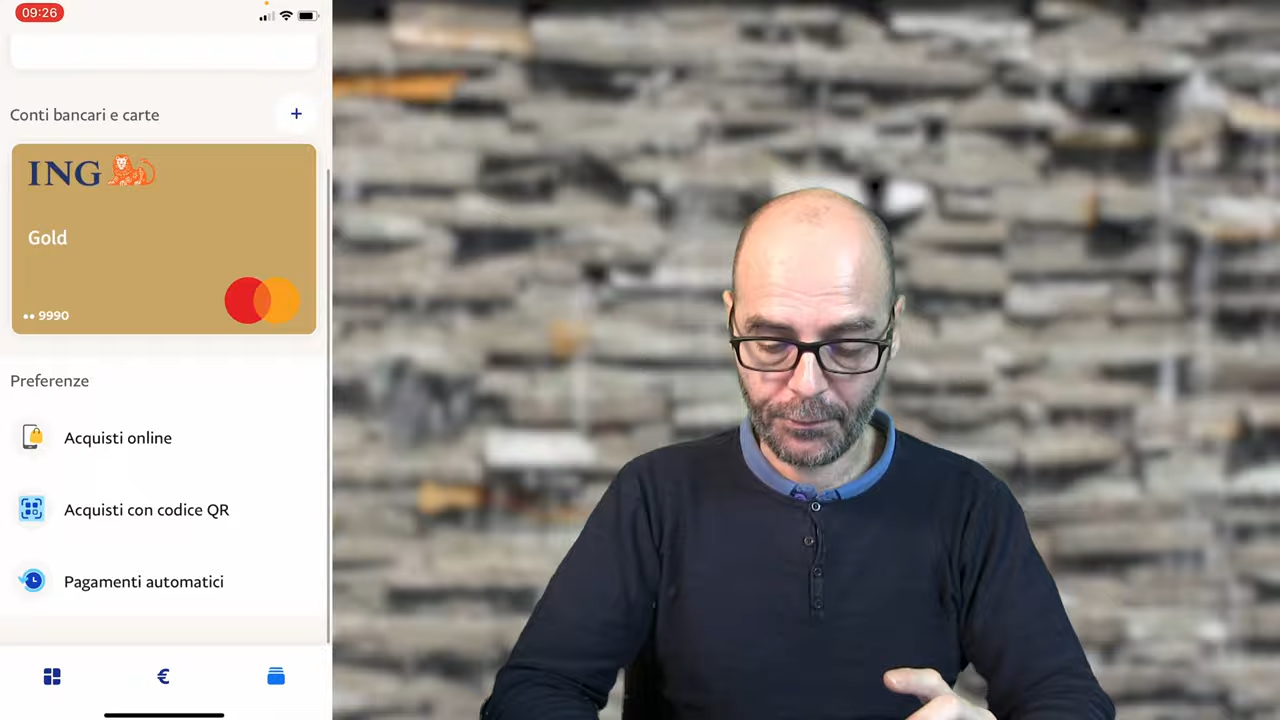 09:26
Conti bancari e carte
+
ING
Gold
•• 9990
Preferenze
Acquisti online
Acquisti con codice QR
Pagamenti automatici
€